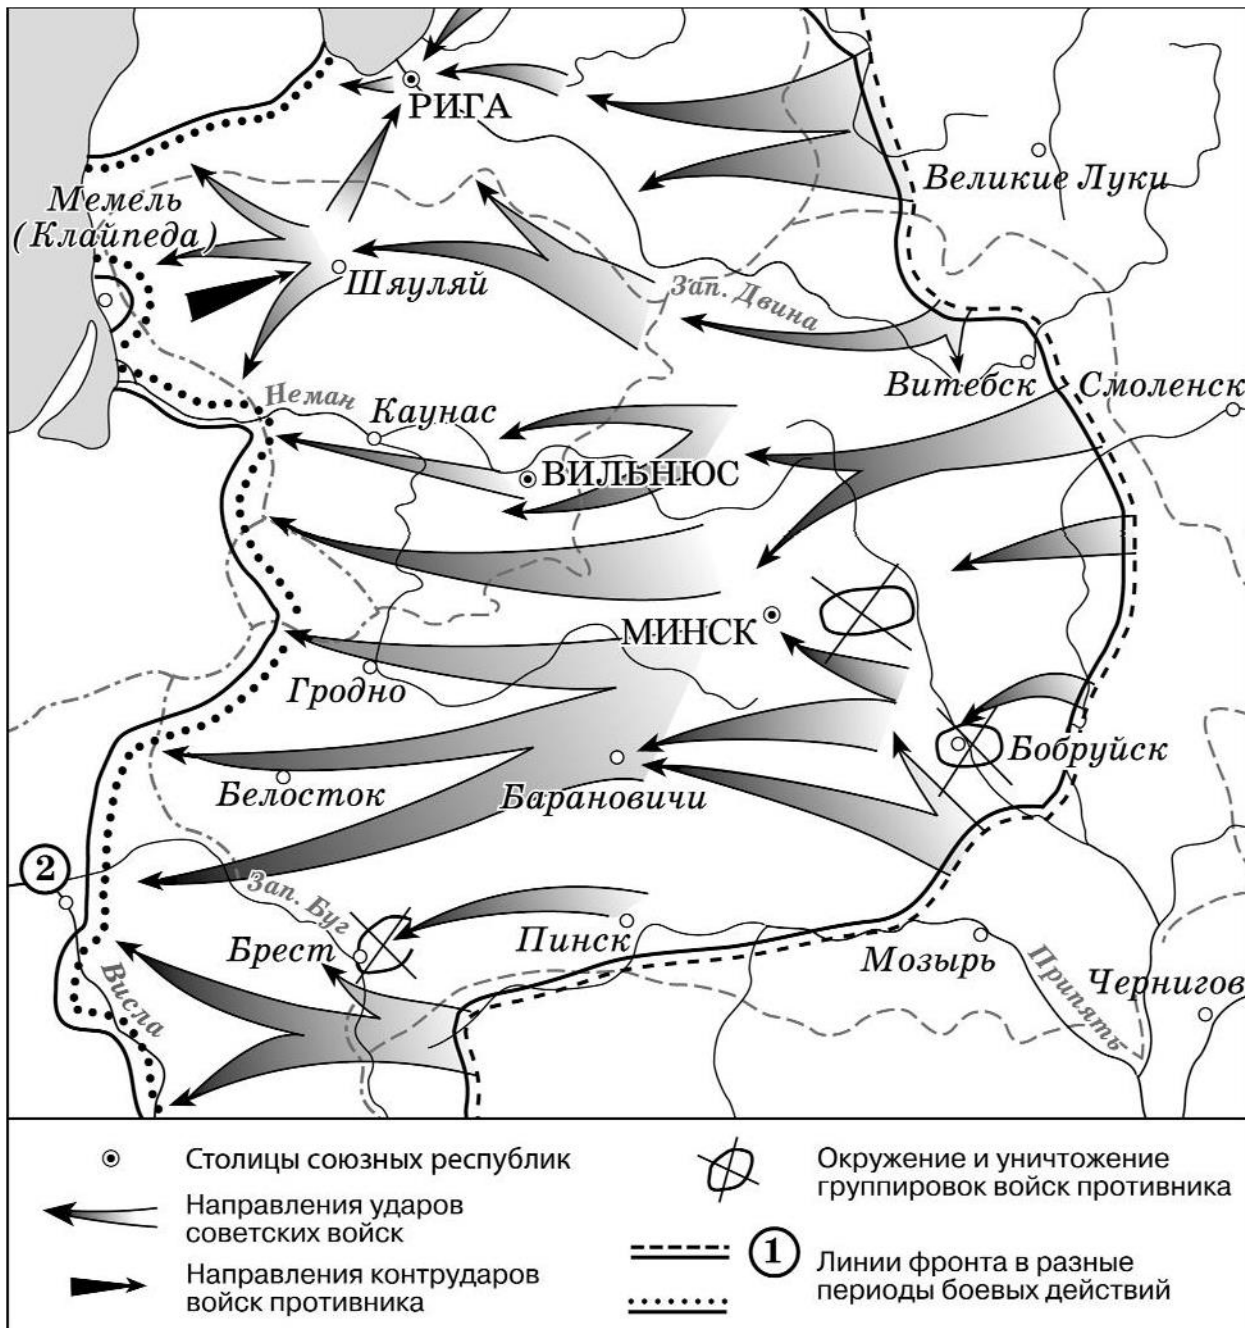 РИГА
Великие Луки
Мемель
(Клайпеда)
Шяуляй
Зап. Двина
Витебск
Смоленск
Неман
Каунас
ВИЛЬНЮС
МИНСК
Гродно
Бобруйск
Белосток
Барановичи
2
Зап. Буг
Брест
Пинск
Мозырь
Висла
Припять
Чернигов
Столицы союзных республик
Направления ударов
советских войск
Направления контрударов
войск противника
Окружение и уничтожение
группировок войск противника
1
Линии фронта в разные
периоды боевых действий